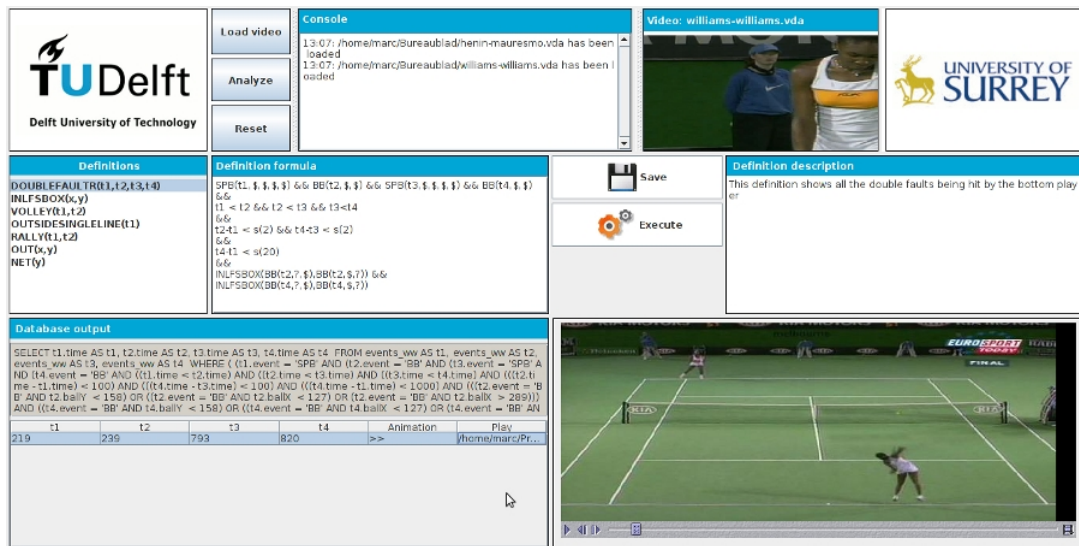 TU Delft
Delft University of Technology
Load video
Analyze
Reset
Console
13:07: /home/marc/Bureaublad/henin-mauresmo.vda has been
loaded
13:07: /home/marc/Bureaublad/williams-williams.vda has been l
oaded
Video: williams-williams.vda
UNIVERSITY OF
SURREY
Definitions
DOUBLEFAULTR(t1,t2,t3,t4)
INLFSBOX(x,y)
VOLLEY(t1,t2)
OUTSIDESINGLELINE(t1)
RALLY(t1,t2)
OUT(x,y)
NET(y)
Definition formula
SPB(t1,$,$,$,$) && BB(t2,$,$) && SPB(t3,$,$,$,$) && BB(t4,$,$)
&&
t1 < t2 && t2 < t3 && t3<t4
&&
t2-t1 < s(2) && t4-t3 < s(2)
&&
t4-t1 < s(20)
&&
INLFSBOX(BB(t2,?,$),BB(t2,$,?)) &&
INLFSBOX(BB(t4,?,$),BB(t4,$,?))
Save
Execute
Definition description
This definition shows all the double faults being hit by the bottom play
er
Database output
SELECT t1.time AS t1, t2.time AS t2, t3.time AS t3, t4.time AS t4 FROM events_ww AS t1, events_ww AS t2,
events_ww AS t3, events_ww AS t4 WHERE ( (t1.event = 'SPB' AND (t2.event = 'BB' AND (t3.event = 'SPB' A
ND (t4.event = 'BB' AND ((t1.time < t2.time) AND ((t2.time < t3.time) AND ((t3.time < t4.time) AND (((t2.ti
me - t1.time) < 100) AND (((t4.time - t3.time) < 100) AND (((t4.time - t1.time) < 1000) AND (((t2.event = 'B
B' AND t2.ballY < 158) OR ((t2.event = 'BB' AND t2.ballX < 127) OR (t2.event = 'BB' AND t2.ballX > 289)))
AND ((t4.event = 'BB' AND t4.ballY < 158) OR ((t4.event = 'BB' AND t4.ballX < 127) OR (t4.event = 'BB' AN
t1 t2 t3 t4 Animation Play
219 239 793 820 >> /home/marc/Pr...
EUROSPORT
TODAY
FINAL
KIA
KIA